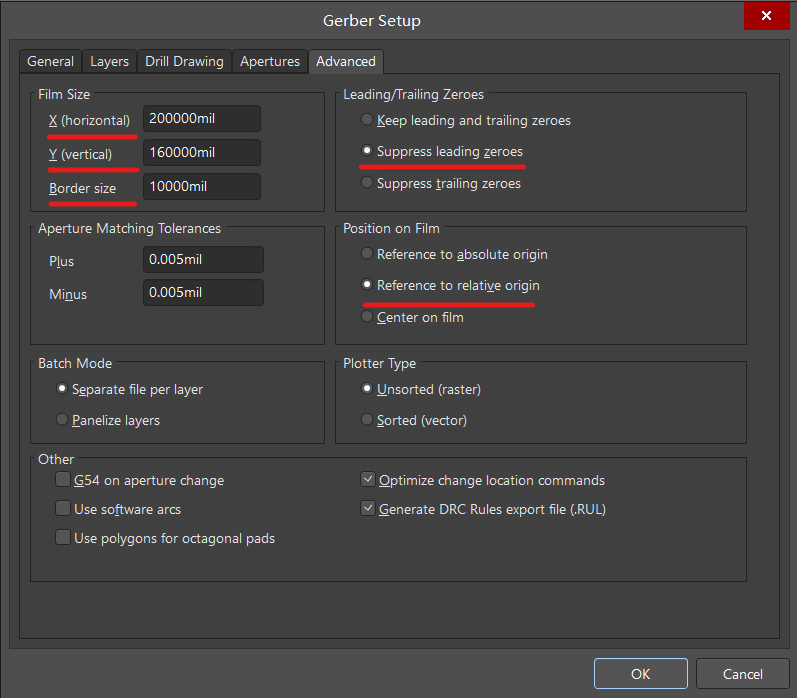 Gerber Setup
General Layers Drill Drawing Apertures Advanced
Film Size
X (horizontal) 200000mil
Y (vertical) 160000mil
Border size 10000mil
Leading/Trailing Zeroes
Keep leading and trailing zeroes
Suppress leading zeroes
Suppress trailing zeroes
Aperture Matching Tolerances
Plus 0.005mil
Minus 0.005mil
Position on Film
Reference to absolute origin
Reference to relative origin
Center on film
Batch Mode
Separate file per layer
Panelize layers
Plotter Type
Unsorted (raster)
Sorted (vector)
Other
G54 on aperture change
Use software arcs
Use polygons for octagonal pads
Optimize change location commands
Generate DRC Rules export file (.RUL)
OK Cancel